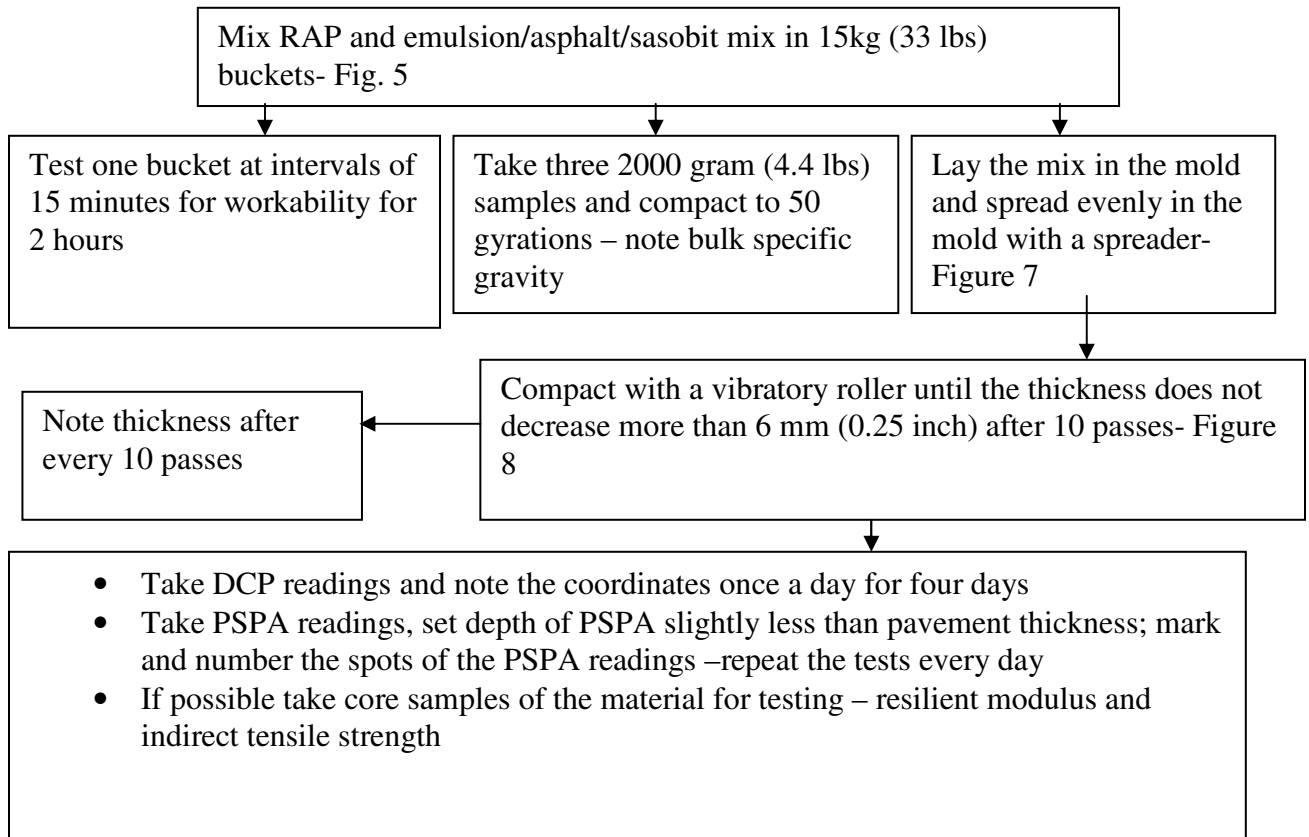 Mix RAP and emulsion/asphalt/sasobit mix in 15kg (33 lbs)
buckets- Fig. 5
Test one bucket at intervals of
15 minutes for workability for
2 hours
Take three 2000 gram (4.4 lbs)
samples and compact to 50
gyrations – note bulk specific
gravity
Lay the mix in the mold
and spread evenly in the
mold with a spreader-
Figure 7
Compact with a vibratory roller until the thickness does not
decrease more than 6 mm (0.25 inch) after 10 passes- Figure
8
Note thickness after
every 10 passes
• Take DCP readings and note the coordinates once a day for four days
• Take PSPA readings, set depth of PSPA slightly less than pavement thickness; mark
and number the spots of the PSPA readings –repeat the tests every day
• If possible take core samples of the material for testing – resilient modulus and
indirect tensile strength